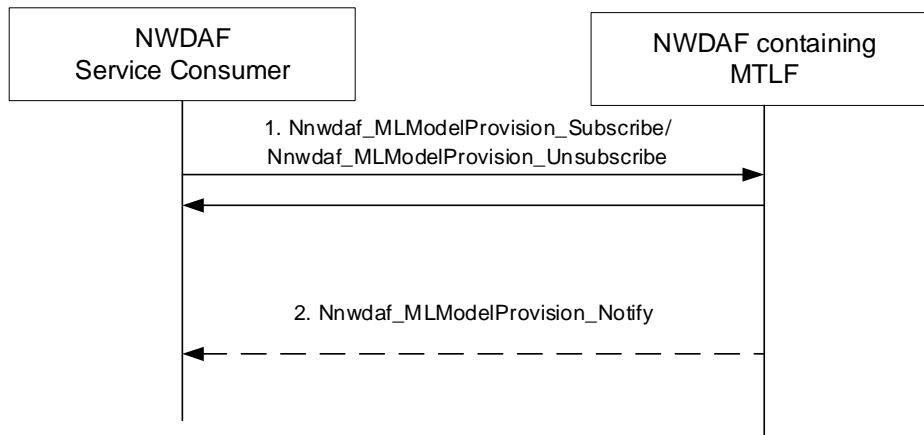 NWDAF
Service Consumer
NWDAF containing
MTLF
1. Nnwdaf_MLModelProvision_Subscribe/
Nnwdaf_MLModelProvision_Unsubscribe
2. Nnwdaf_MLModelProvision_Notify